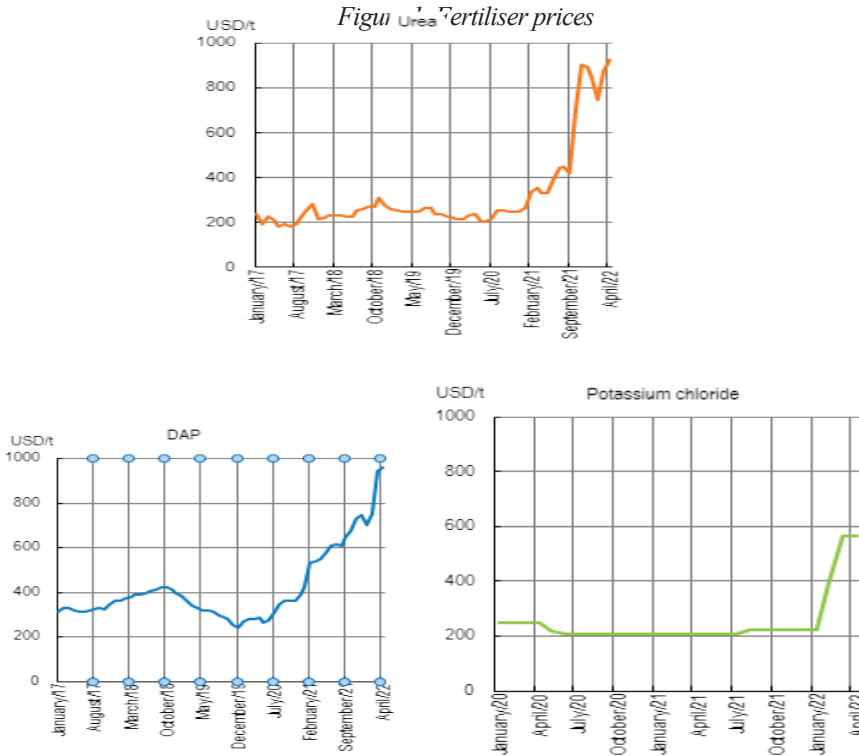 Figu
Fertiliser prices
Urea
USD/t
1000
800
600
400
200
0
January/17
August/17
March/18
October/18
May/19
December/19
July/20
February/21
September/21
April/22
DAP
USD/t
1000
800
600
400
200
0
January/17
August/17
March/18
October/18
May/19
December/19
July/20
February/21
September/21
April/22
Potassium chloride
USD/t
1000
800
600
400
200
0
January/20
April/20
July/20
October/20
January/21
April/21
July/21
October/21
January/22
April/22